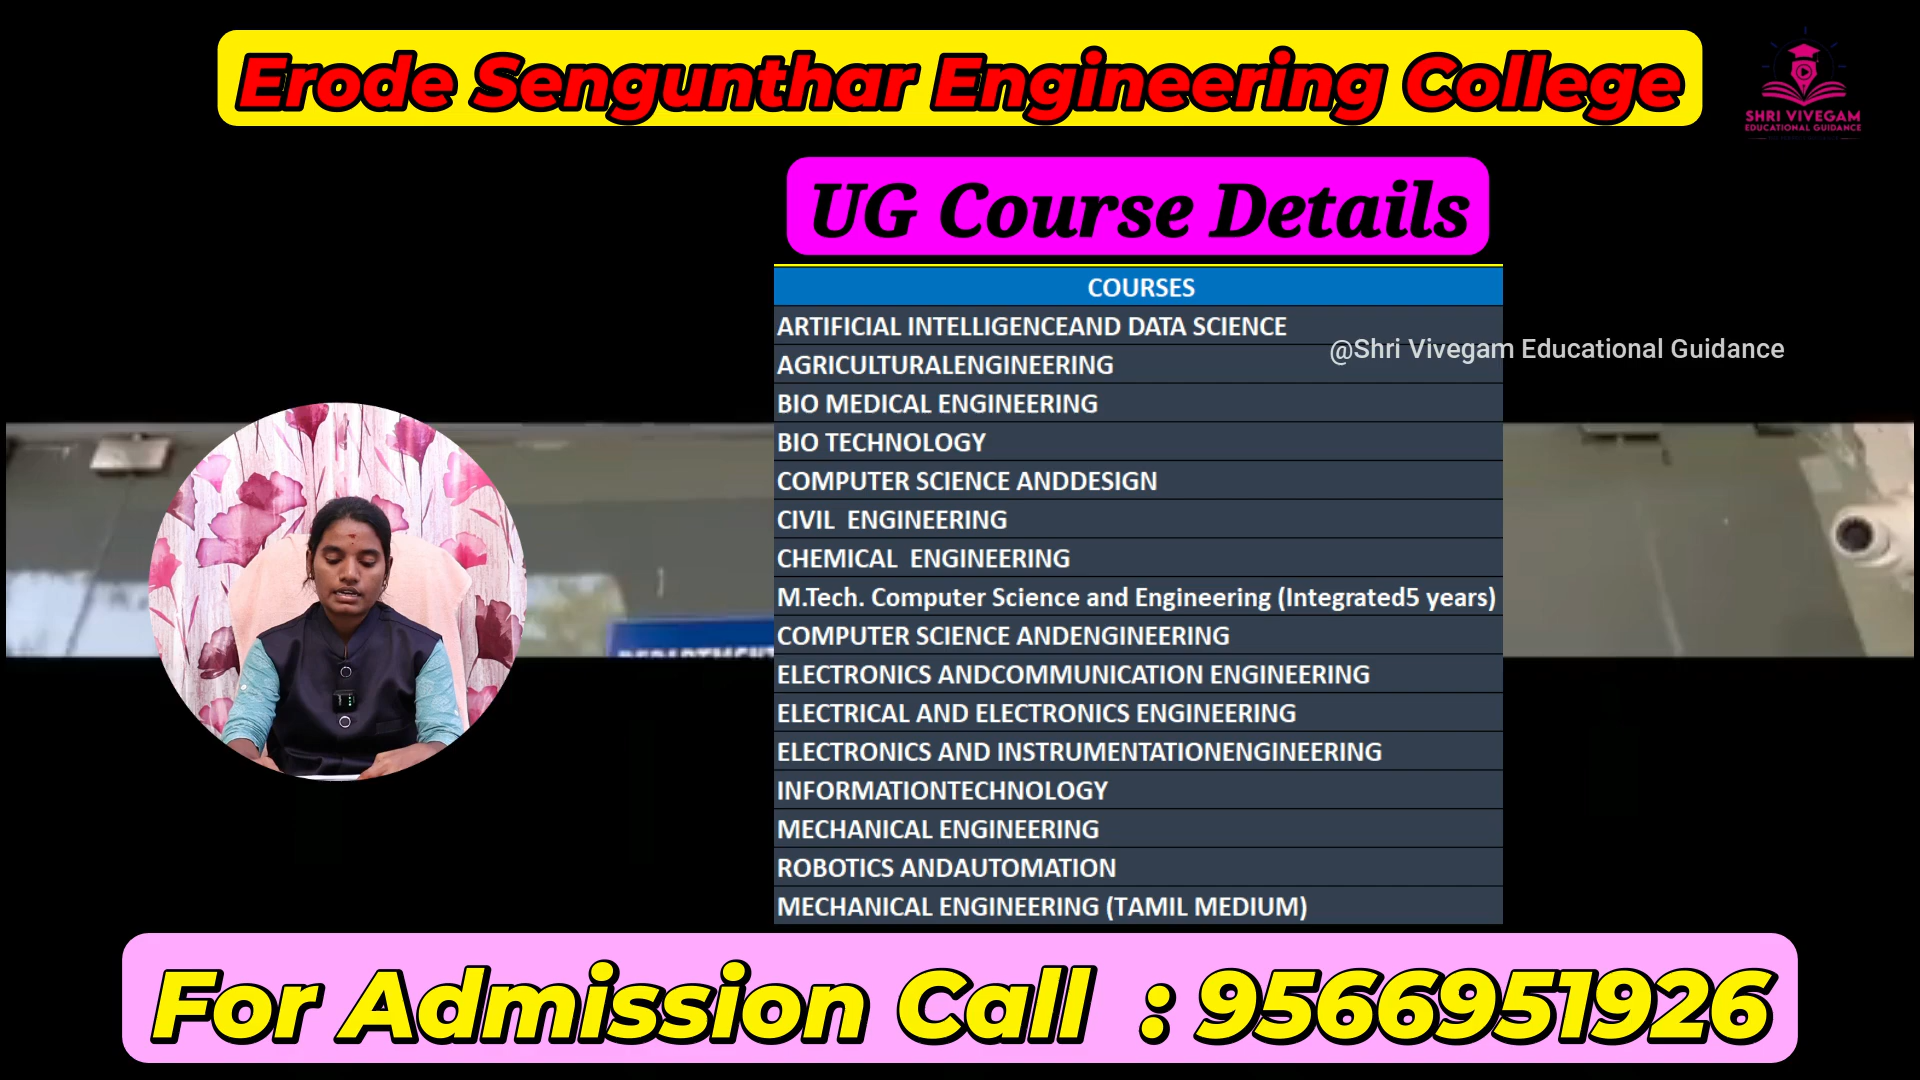 Erode Sengunthar Engineering College
SHRI VIVEGAM
EDUCATIONAL GUIDANCE
UG Course Details
COURSES
ARTIFICIAL INTELLIGENCEAND DATA SCIENCE
@Shri Vivegam Educational Guidance
AGRICULTURALENGINEERING
BIO MEDICAL ENGINEERING
BIO TECHNOLOGY
COMPUTER SCIENCE ANDDESIGN
CIVIL  ENGINEERING
CHEMICAL  ENGINEERING
M.Tech. Computer Science and Engineering (Integrated5 years)
COMPUTER SCIENCE ANDENGINEERING
ELECTRONICS ANDCOMMUNICATION ENGINEERING
ELECTRICAL AND ELECTRONICS ENGINEERING
ELECTRONICS AND INSTRUMENTATIONENGINEERING
INFORMATIONTECHNOLOGY
MECHANICAL ENGINEERING
ROBOTICS ANDAUTOMATION
MECHANICAL ENGINEERING (TAMIL MEDIUM)
For Admission Call  : 9566951926